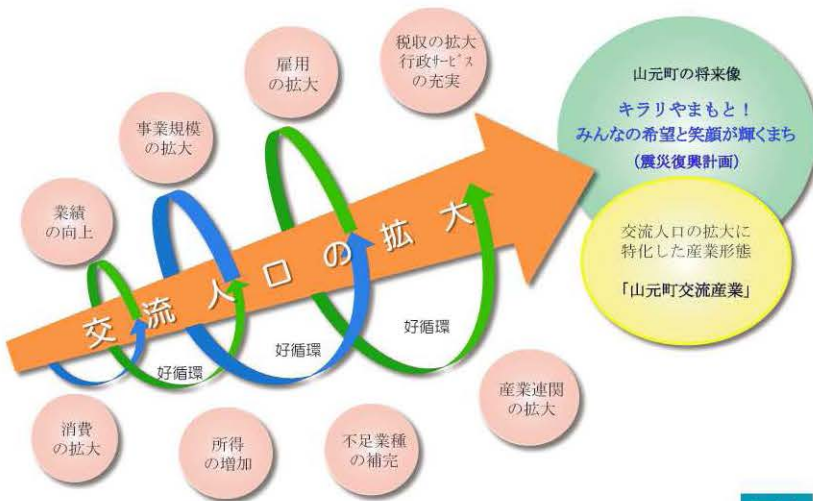 税収の拡大
行政サービス
の充実
雇用
の拡大
事業規模
の拡大
業績
の向上
交流人口の拡大
好循環
好循環
好循環
消費
の拡大
所得
の増加
不足業種
の補完
産業連関
の拡大
山元町の将来像
キラリやまもと！
みんなの希望と笑顔が輝くまち
(震災復興計画)
交流人口の拡大に
特化した産業形態
「山元町交流産業」